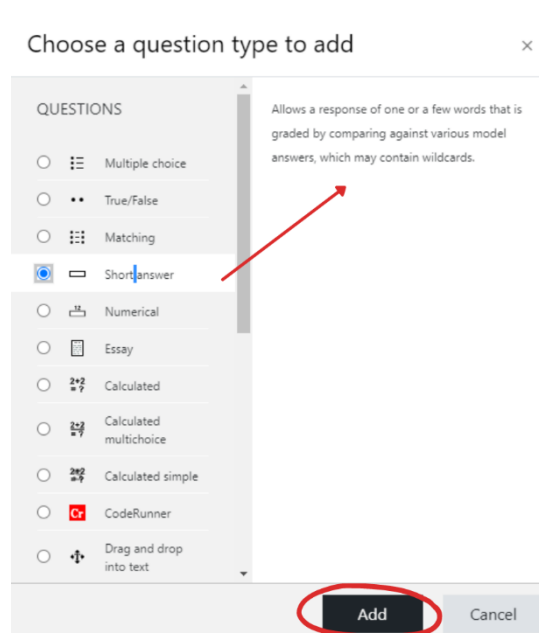 Choose a question type to add
×
QUESTIONS
Multiple choice
True/False
Matching
Short answer
Numerical
Essay
2+2
= ?
Calculated
Calculated
multichoice
Calculated simple
Cr
CodeRunner
Drag and drop
into text
Allows a response of one or a few words that is
graded by comparing against various model
answers, which may contain wildcards.
Add
Cancel